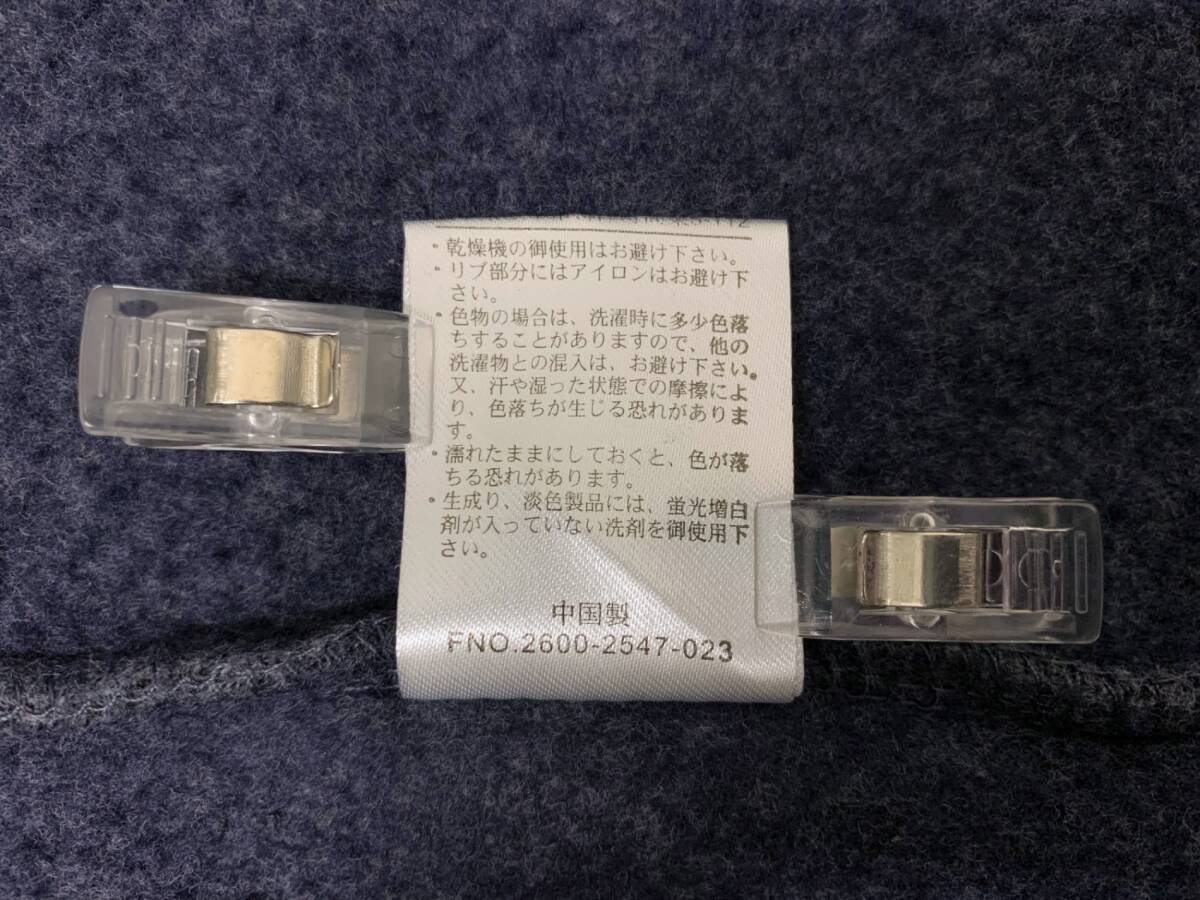 ・乾燥機の御使用はお避け下さい。
・リブ部分にはアイロンはお避け下
さい。
・色物の場合は、洗濯時に多少色落
ちすることがありますので、他の
洗濯物との混入は、お避け下さい。
又、汗や湿った状態での摩擦によ
り、色落ちが生じる恐れがありま
す。
・濡れたままにしておくと、色が落
ちる恐れがあります。
・生成り、淡色製品には、蛍光増白
剤が入っていない洗剤を御使用下
さい。
中国製
FNO.2600-2547-023